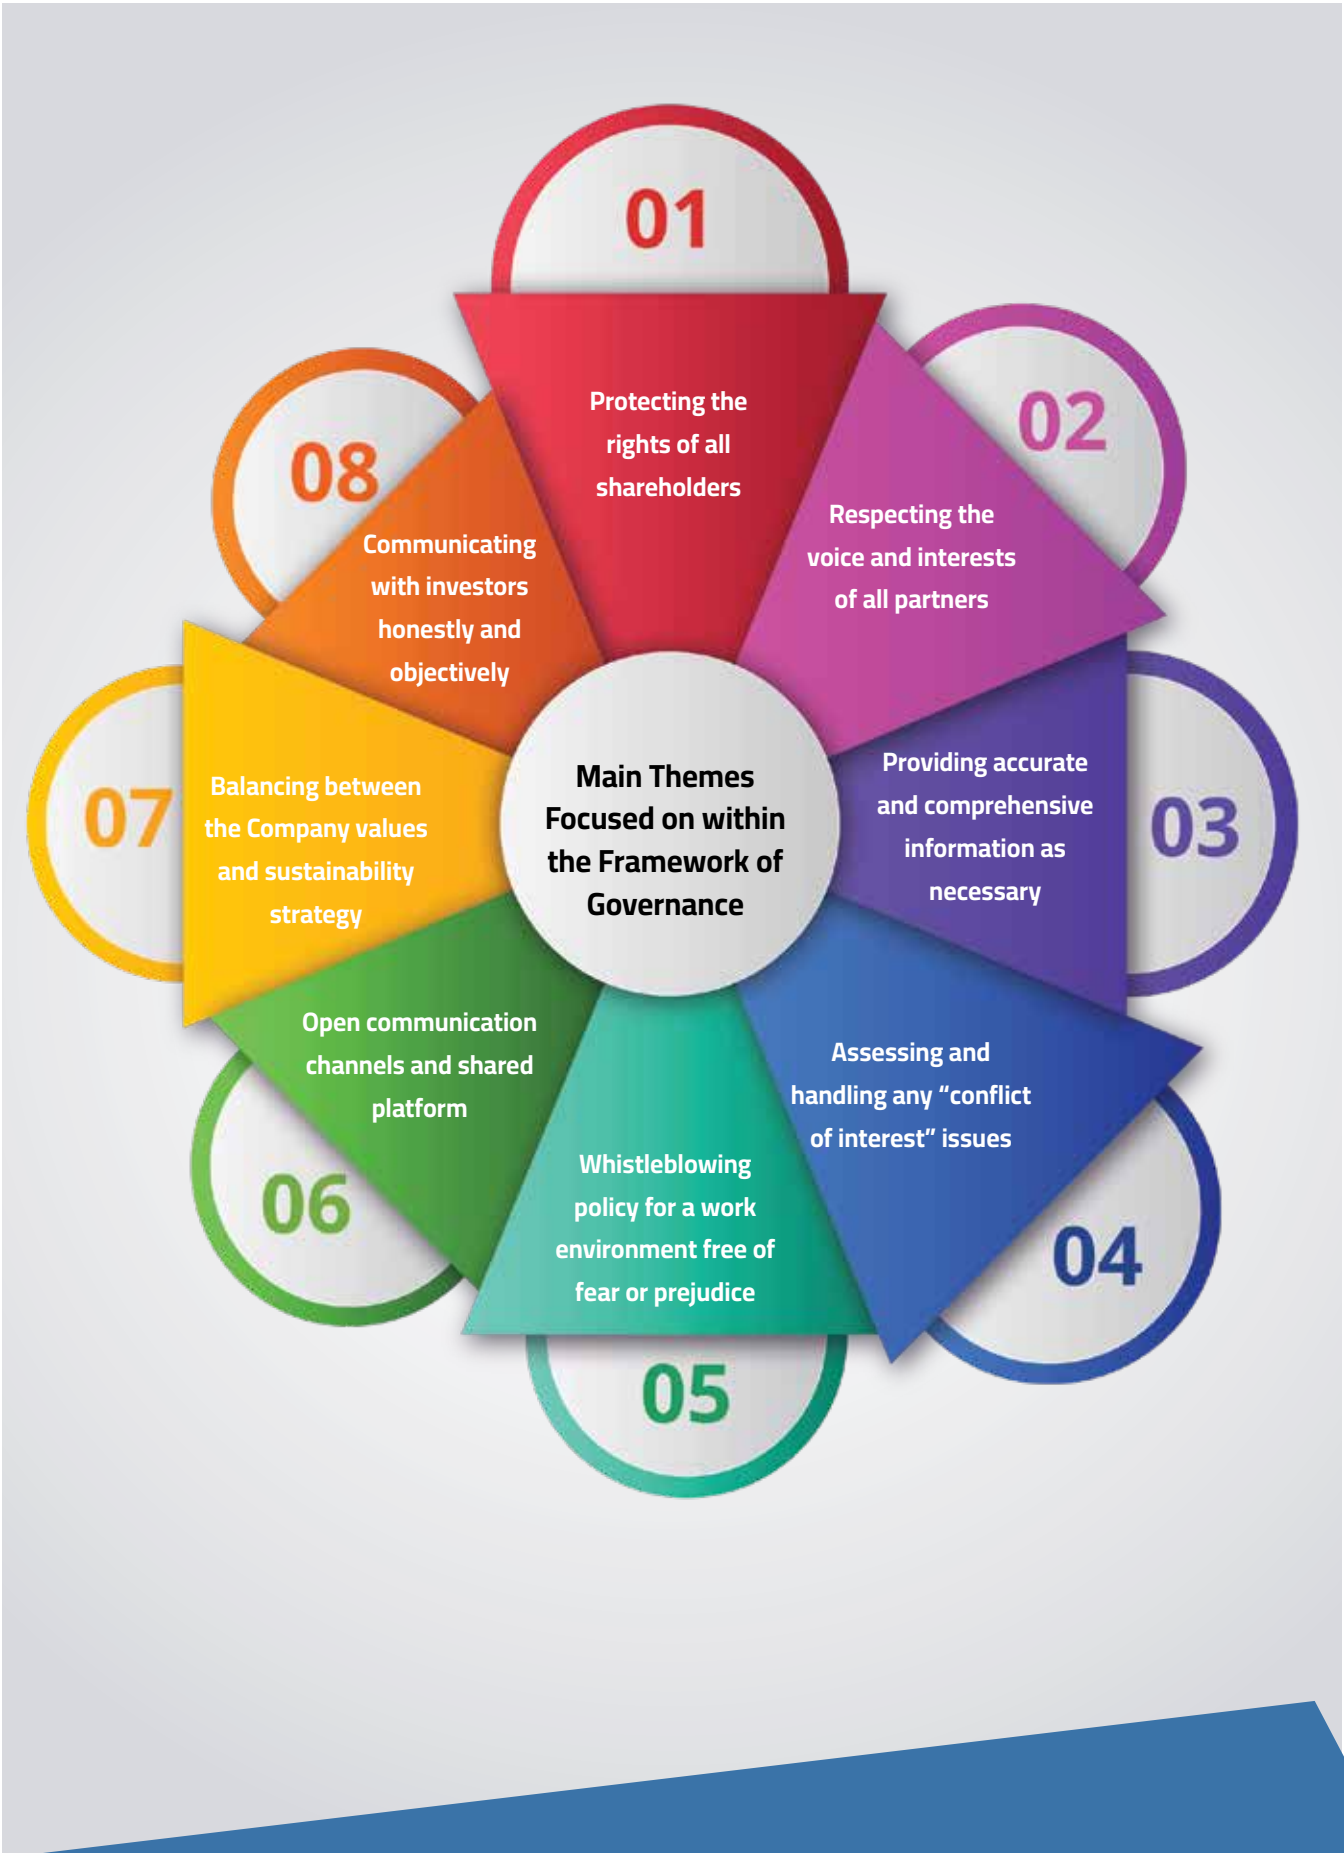 01
Protecting the
rights of all
shareholders
02
Respecting the
voice and interests
of all partners
03
Providing accurate
and comprehensive
information as
necessary
04
Assessing and
handling any “conflict
of interest” issues
05
Whistleblowing
policy for a work
environment free of
fear or prejudice
06
Open communication
channels and shared
platform
07
Balancing between
the Company values
and sustainability
strategy
08
Communicating
with investors
honestly and
objectively
Main Themes
Focused on within
the Framework of
Governance